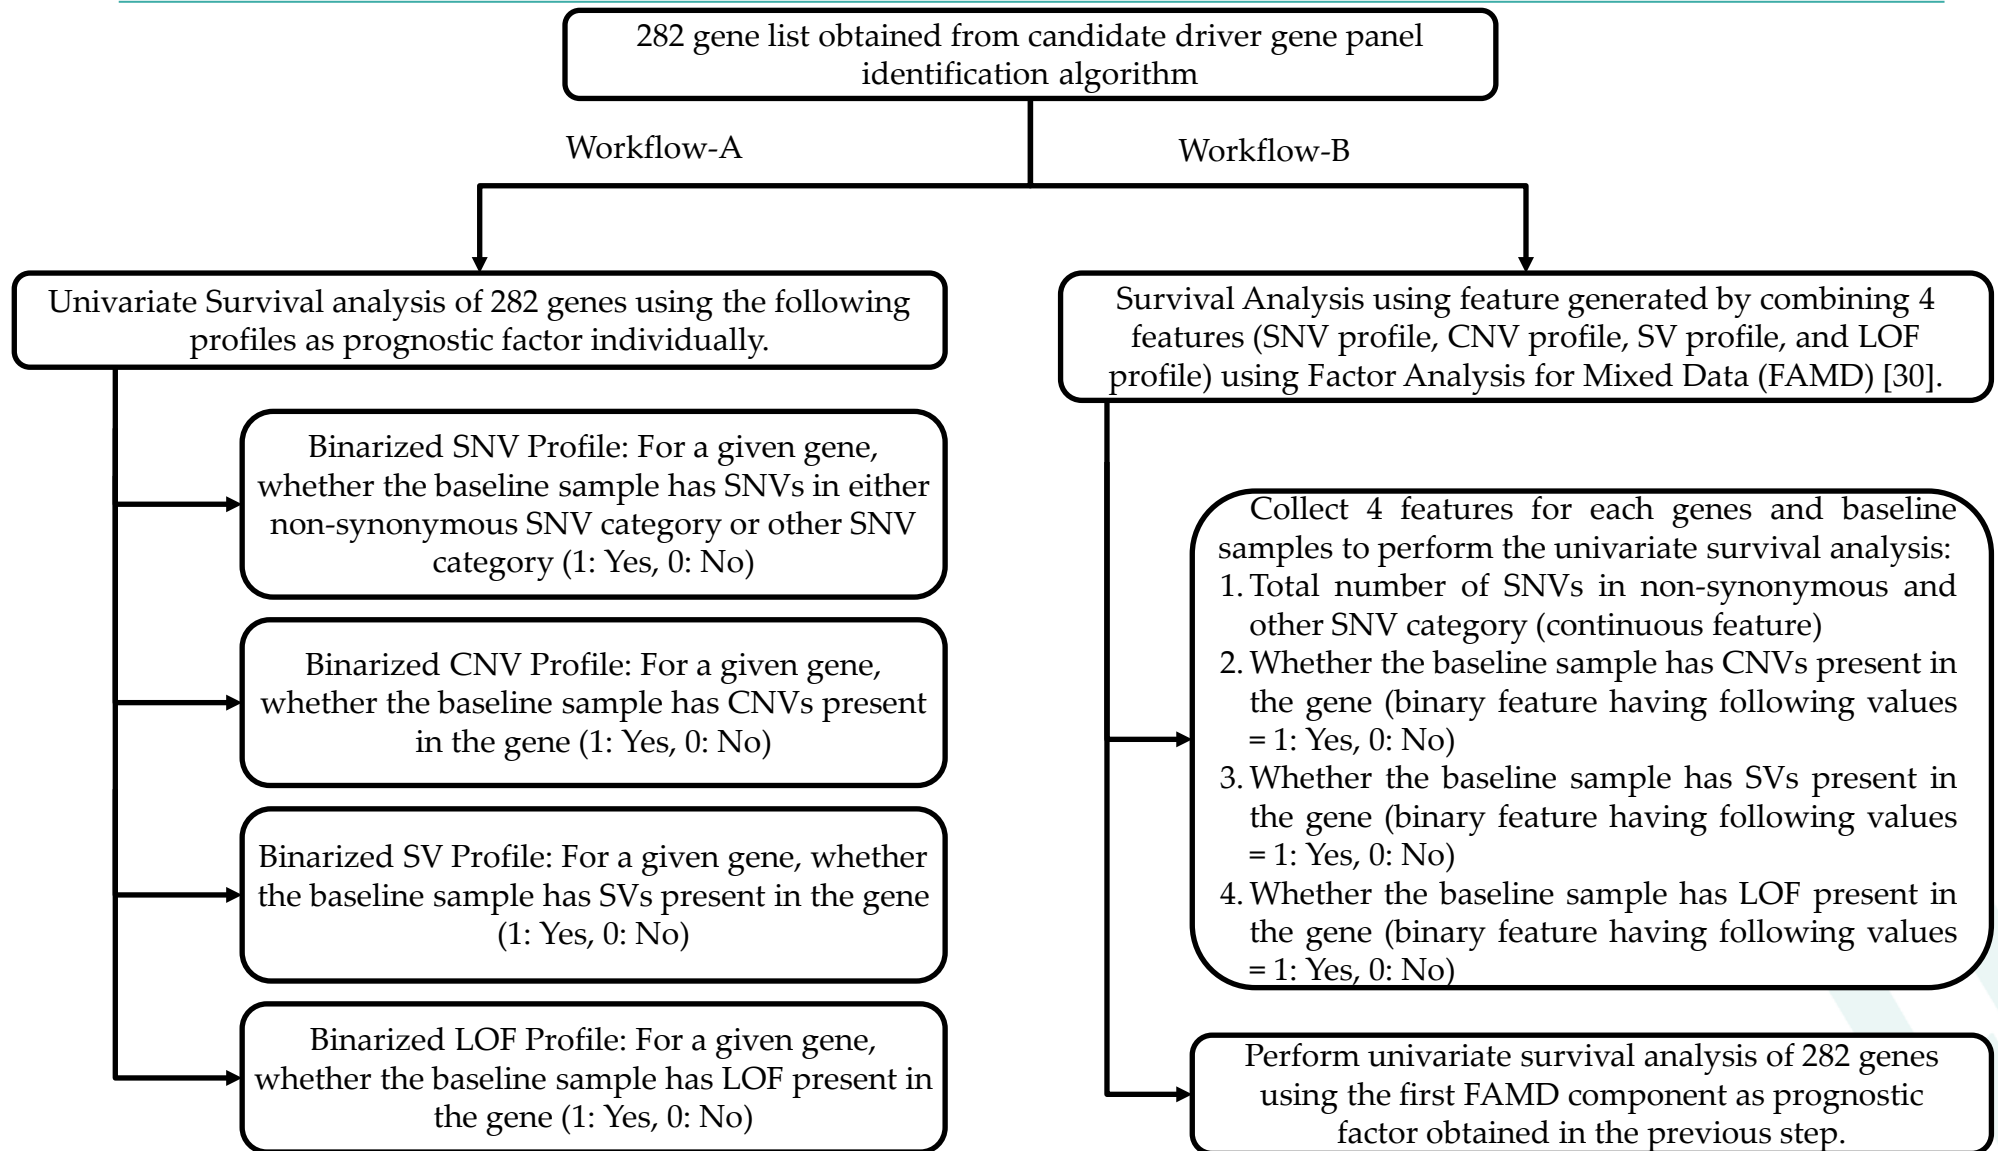 282 gene list obtained from candidate driver gene panel
identification algorithm
Workflow-A
Workflow-B
Univariate Survival analysis of 282 genes using the following
profiles as prognostic factor individually.
Binarized SNV Profile: For a given gene,
whether the baseline sample has SNVs in either
non-synonymous SNV category or other SNV
category (1: Yes, 0: No)
Binarized CNV Profile: For a given gene,
whether the baseline sample has CNVs present
in the gene (1: Yes, 0: No)
Binarized SV Profile: For a given gene, whether
the baseline sample has SVs present in the gene
(1: Yes, 0: No)
Binarized LOF Profile: For a given gene,
whether the baseline sample has LOF present in
the gene (1: Yes, 0: No)
Survival Analysis using feature generated by combining 4
features (SNV profile, CNV profile, SV profile, and LOF
profile) using Factor Analysis for Mixed Data (FAMD) [30].
Collect 4 features for each genes and baseline
samples to perform the univariate survival analysis:
1. Total number of SNVs in non-synonymous and
other SNV category (continuous feature)
2. Whether the baseline sample has CNVs present in
the gene (binary feature having following values
= 1: Yes, 0: No)
3. Whether the baseline sample has SVs present in
the gene (binary feature having following values
= 1: Yes, 0: No)
4. Whether the baseline sample has LOF present in
the gene (binary feature having following values
= 1: Yes, 0: No)
Perform univariate survival analysis of 282 genes
using the first FAMD component as prognostic
factor obtained in the previous step.